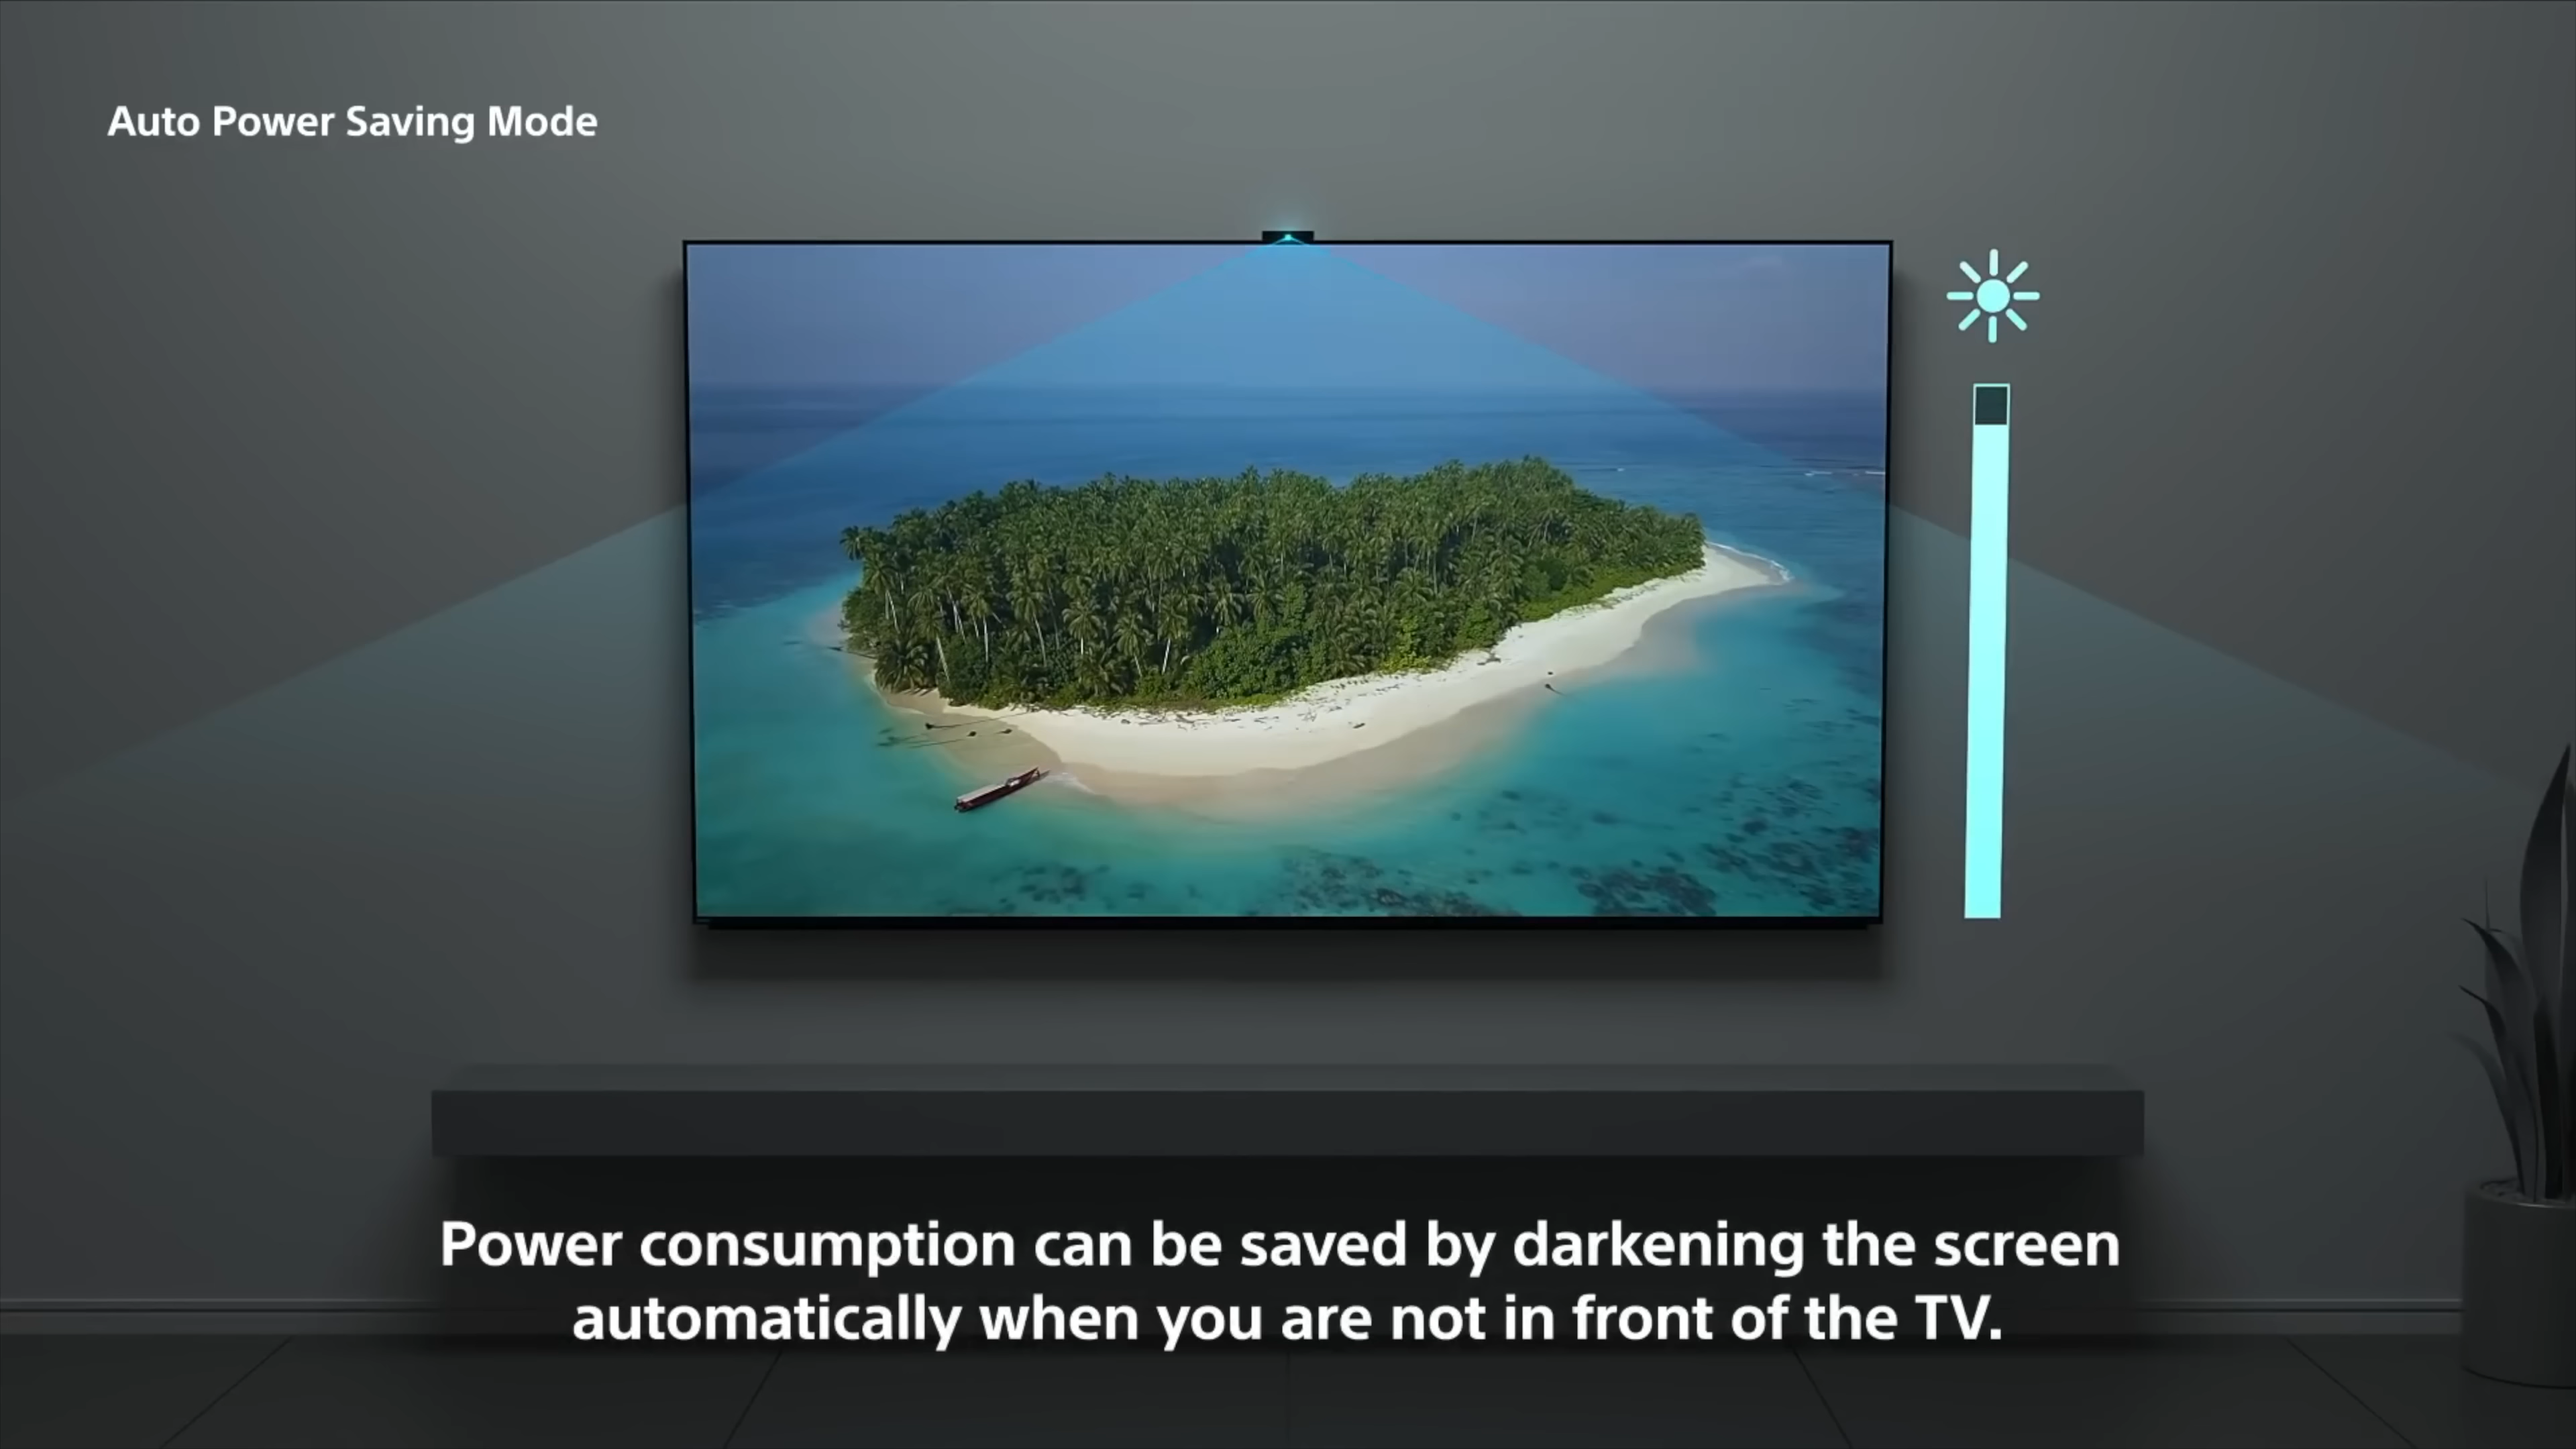 Auto Power Saving Mode
Power consumption can be saved by darkening the screen
automatically when you are not in front of the TV.